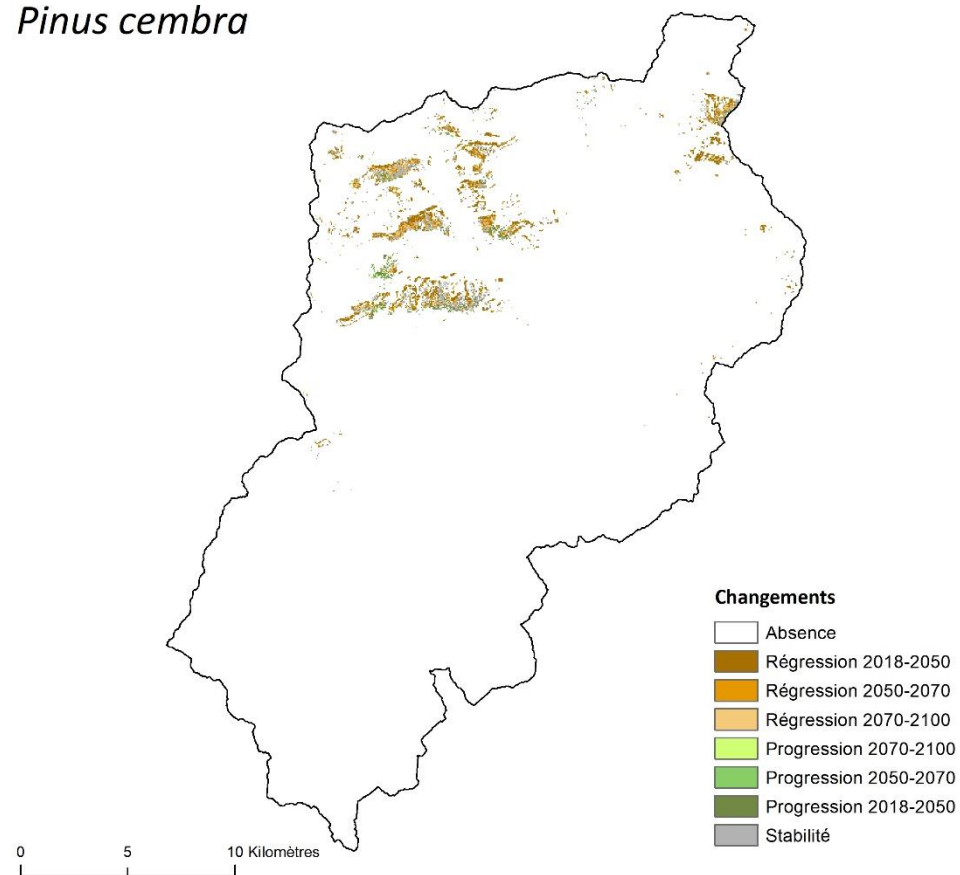 Pinus cembra
Changements
Absence
Régression 2018-2050
Régression 2050-2070
Régression 2070-2100
Progression 2070-2100
Progression 2050-2070
Progression 2018-2050
Stabilité
0 5 10 Kilomètres